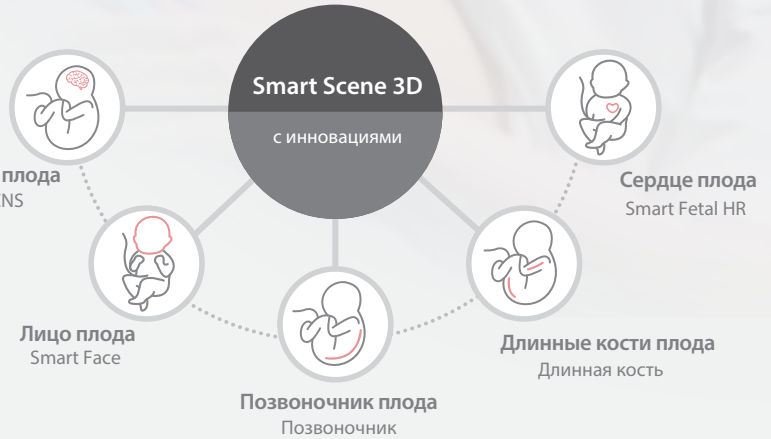 Smart Scene 3D
с инновациями
плода
NS
Сердце плода
Smart Fetal HR
Лицо плода
Smart Face
Длинные кости плода
Длинная кость
Позвоночник плода
Позвоночник